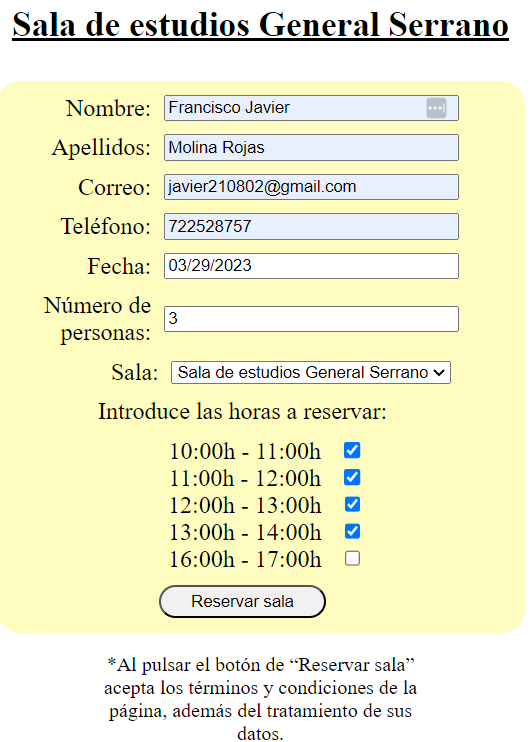 Sala de estudios General Serrano
Nombre: Francisco Javier
Apellidos: Molina Rojas
Correo: javier210802@gmail.com
Teléfono: 722528757
Fecha: 03/29/2023
Número de
personas: 3
Sala: Sala de estudios General Serrano
Introduce las horas a reservar:
10:00h - 11:00h
11:00h - 12:00h
12:00h - 13:00h
13:00h - 14:00h
16:00h - 17:00h
Reservar sala
*Al pulsar el botón de “Reservar sala”
acepta los términos y condiciones de la
página, además del tratamiento de sus
datos.